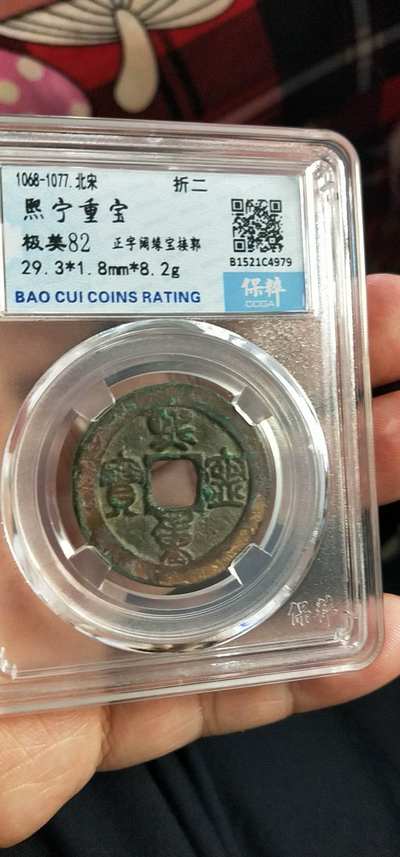 1068-1077.北宋 折二
熙宁重宝
极美82 正字阔缘宝接郭
29.3*1.8mm*8.2g
B1521C4979
BAO CUI COINS RATING
保粹
CCGA
熙
寶 寧
重
保粹